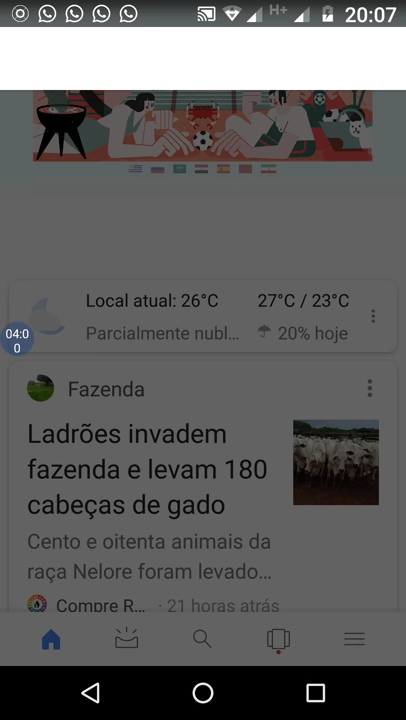 H+
20:07
Local atual: 26°C
27°C / 23°C
Parcialmente nubl...
20% hoje
04:0
0
Fazenda
Ladrões invadem
fazenda e levam 180
cabeças de gado
Cento e oitenta animais da
raça Nelore foram levado...
Compre R... · 21 horas atrás